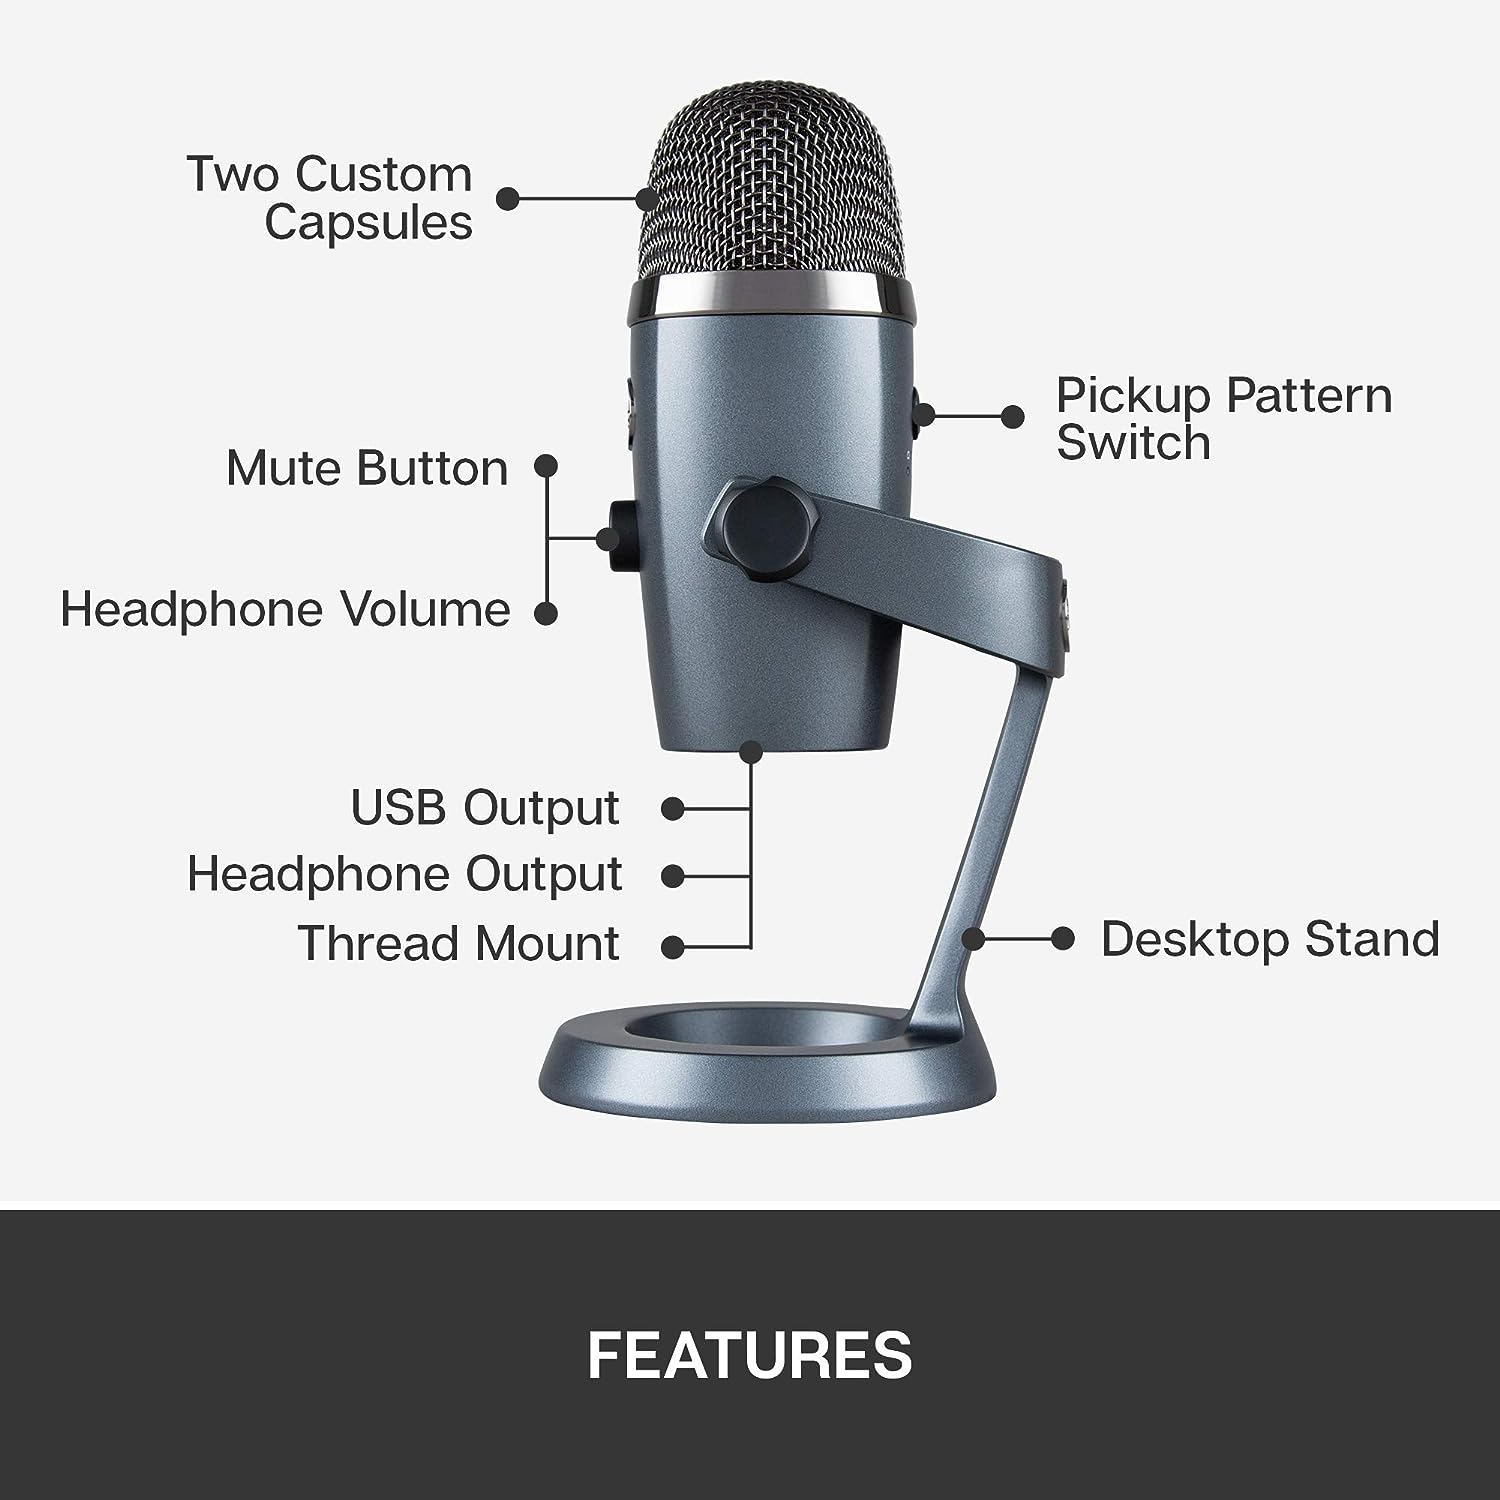 Two Custom
Capsules
Pickup Pattern
Switch
Mute Button
Headphone Volume
USB Output
Headphone Output
Thread Mount
Desktop Stand
FEATURES